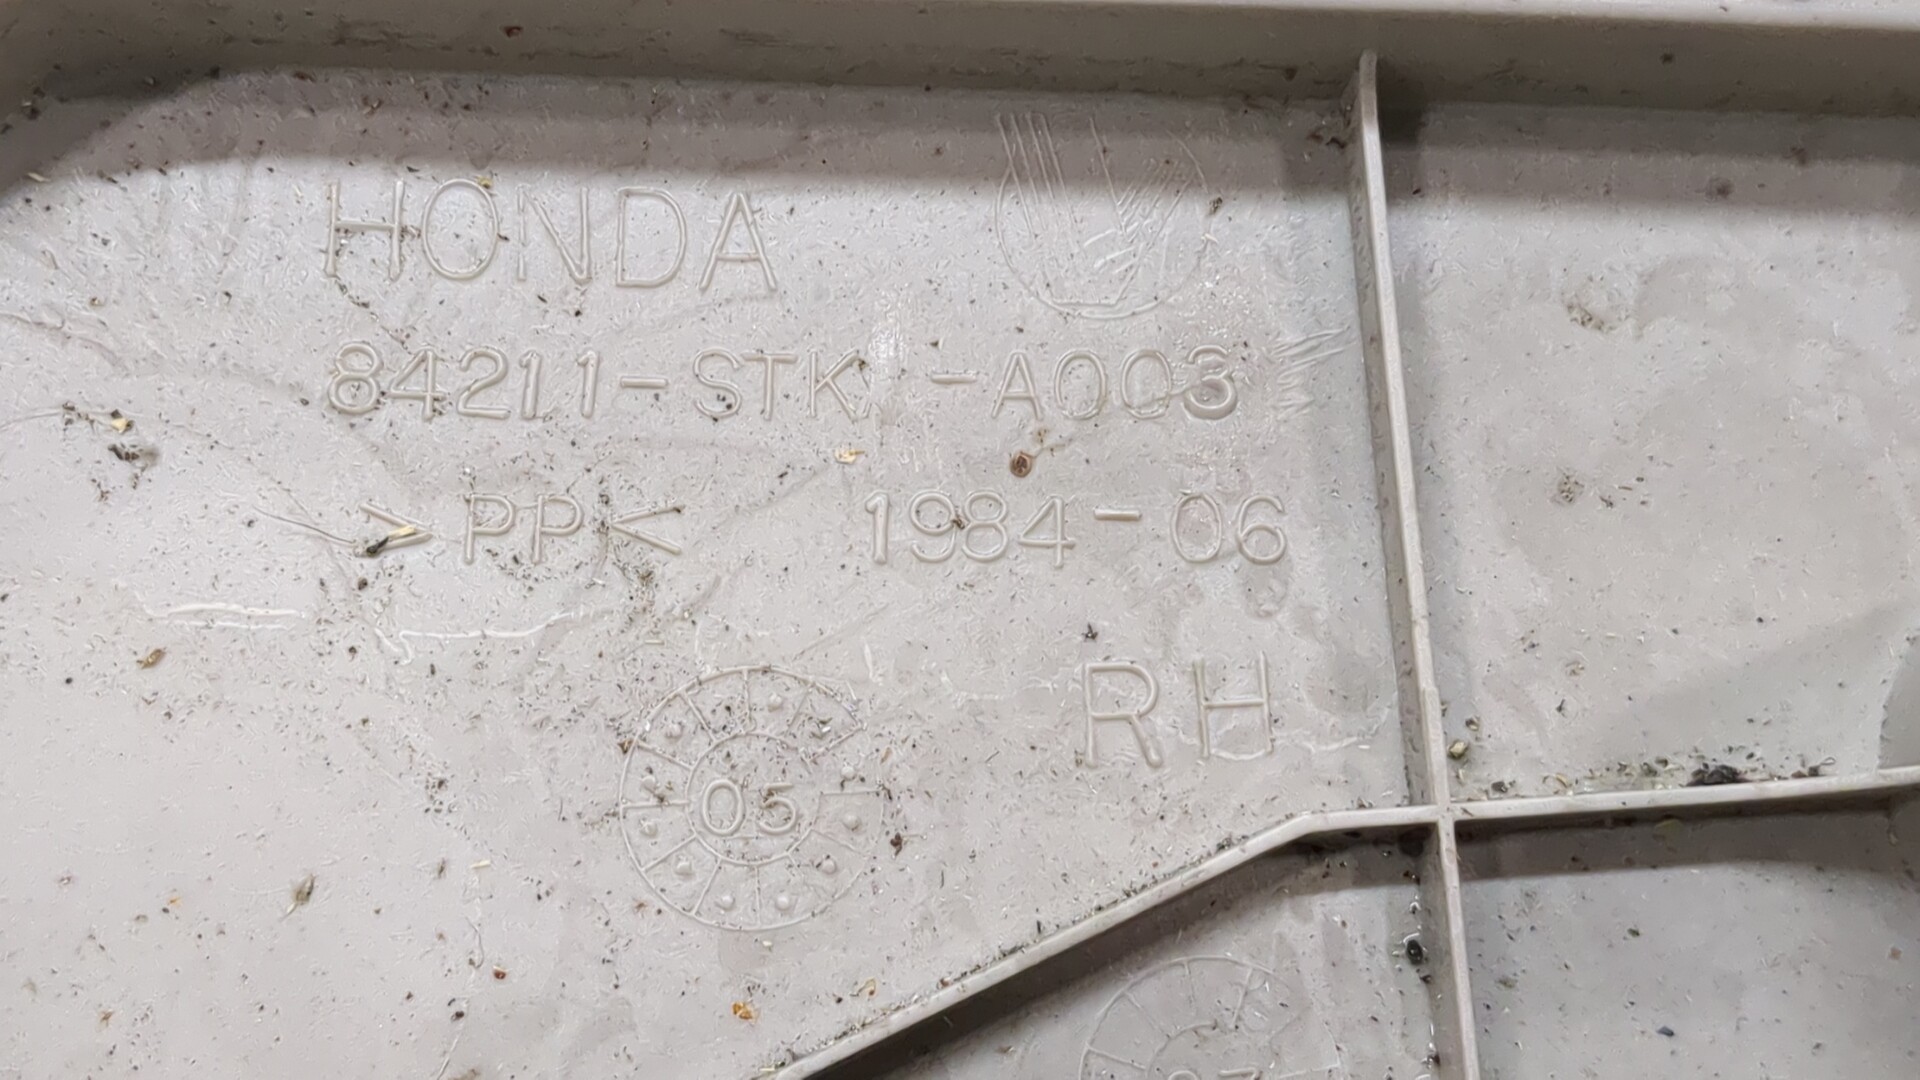 HONDA
84211-STK -A003
>PP< 1984-06
RH
05